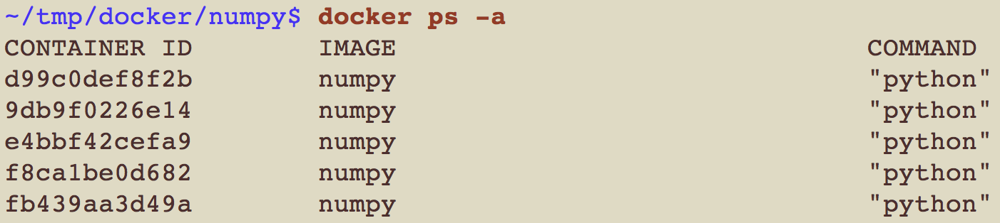 ~/tmp/docker/numpy$ docker ps -a
CONTAINER ID IMAGE COMMAND
d99c0def8f2b numpy "python"
9db9f0226e14 numpy "python"
e4bbf42cefa9 numpy "python"
f8ca1be0d682 numpy "python"
fb439aa3d49a numpy "python"